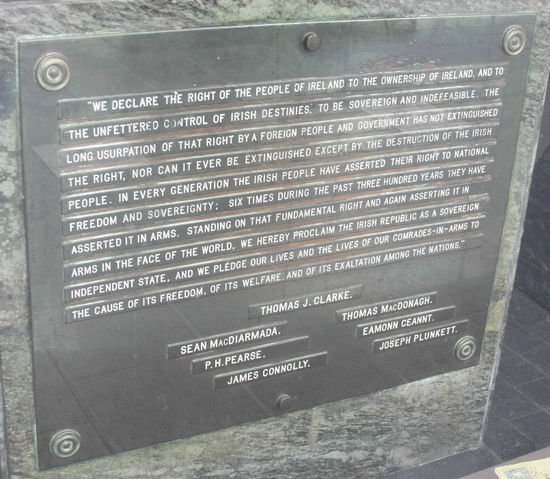 "WE DECLARE THE RIGHT OF THE PEOPLE OF IRELAND TO THE OWNERSHIP OF IRELAND, AND TO
THE UNFETTERED CONTROL OF IRISH DESTINIES, TO BE SOVEREIGN AND INDEFEASIBLE. THE
LONG USURPATION OF THAT RIGHT BY A FOREIGN PEOPLE AND GOVERNMENT HAS NOT EXTINGUISHED
THE RIGHT, NOR CAN IT EVER BE EXTINGUISHED EXCEPT BY THE DESTRUCTION OF THE IRISH
PEOPLE. IN EVERY GENERATION THE IRISH PEOPLE HAVE ASSERTED THEIR RIGHT TO NATIONAL
FREEDOM AND SOVEREIGNTY; SIX TIMES DURING THE PAST THREE HUNDRED YEARS THEY HAVE
ASSERTED IT IN ARMS. STANDING ON THAT FUNDAMENTAL RIGHT AND AGAIN ASSERTING IT IN
ARMS IN THE FACE OF THE WORLD, WE HEREBY PROCLAIM THE IRISH REPUBLIC AS A SOVEREIGN
INDEPENDENT STATE, AND WE PLEDGE OUR LIVES AND THE LIVES OF OUR COMRADES-IN-ARMS TO
THE CAUSE OF ITS FREEDOM, OF ITS WELFARE, AND OF ITS EXALTATION AMONG THE NATIONS."
THOMAS J. CLARKE.
SEAN MACDIARMADA. THOMAS MACDONAGH.
P.H. PEARSE. EAMONN CEANNT.
JAMES CONNOLLY. JOSEPH PLUNKETT.